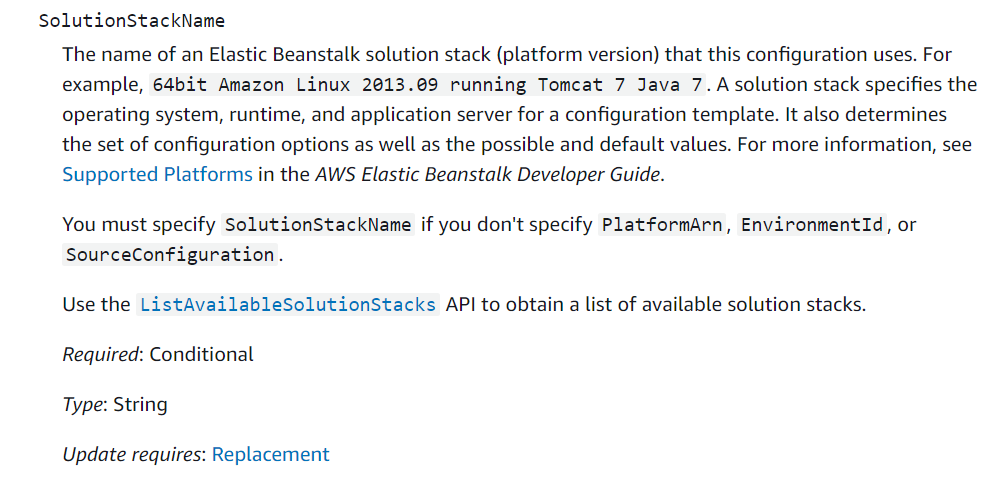 SolutionStackName
The name of an Elastic Beanstalk solution stack (platform version) that this configuration uses. For
example, 64bit Amazon Linux 2013.09 running Tomcat 7 Java 7. A solution stack specifies the
operating system, runtime, and application server for a configuration template. It also determines
the set of configuration options as well as the possible and default values. For more information, see
Supported Platforms in the AWS Elastic Beanstalk Developer Guide.
You must specify SolutionStackName if you don't specify PlatformArn, EnvironmentId, or
SourceConfiguration.
Use the ListAvailableSolutionStacks API to obtain a list of available solution stacks.
Required: Conditional
Type: String
Update requires: Replacement